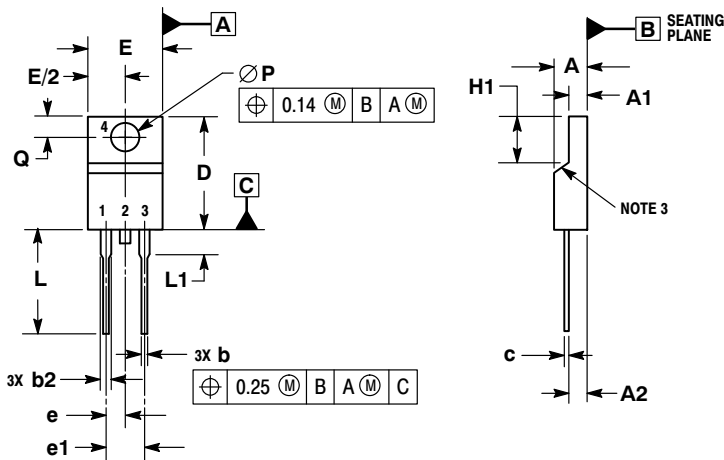 E
A
E/2
Ø P
⌖ 0.14 Ⓜ B A Ⓜ
4
Q
D
C
1 2 3
L
L1
3X b
3X b2
⌖ 0.25 Ⓜ B A Ⓜ C
e
e1
B SEATING
PLANE
A
H1
A1
NOTE 3
c
A2